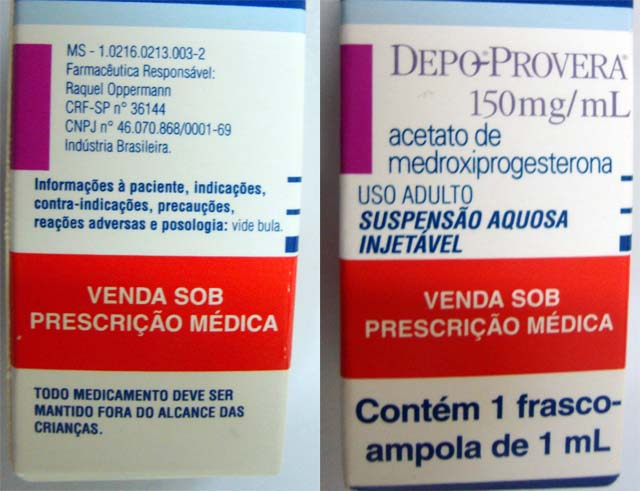 MS - 1.0216.0213.003-2
Farmacêutica Responsável:
Raquel Oppermann
CRF-SP n° 36144
CNPJ n° 46.070.868/0001-69
Indústria Brasileira.
Informações à paciente, indicações,
contra-indicações, precauções,
reações adversas e posologia: vide bula.
VENDA SOB
PRESCRIÇÃO MÉDICA
TODO MEDICAMENTO DEVE SER
MANTIDO FORA DO ALCANCE DAS
CRIANÇAS.
DEPO-PROVERA®
150mg/mL
acetato de
medroxiprogesterona
USO ADULTO
SUSPENSÃO AQUOSA
INJETÁVEL
VENDA SOB
PRESCRIÇÃO MÉDICA
Contém 1 frasco-
ampola de 1 mL